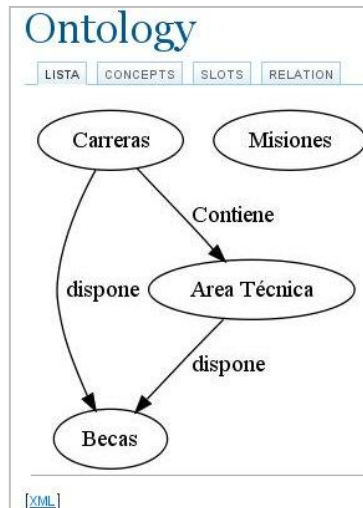 Ontology
LISTA CONCEPTS SLOTS RELATION
Carreras Misiones
Contiene
dispone Area Técnica
dispone
Becas
[XML]